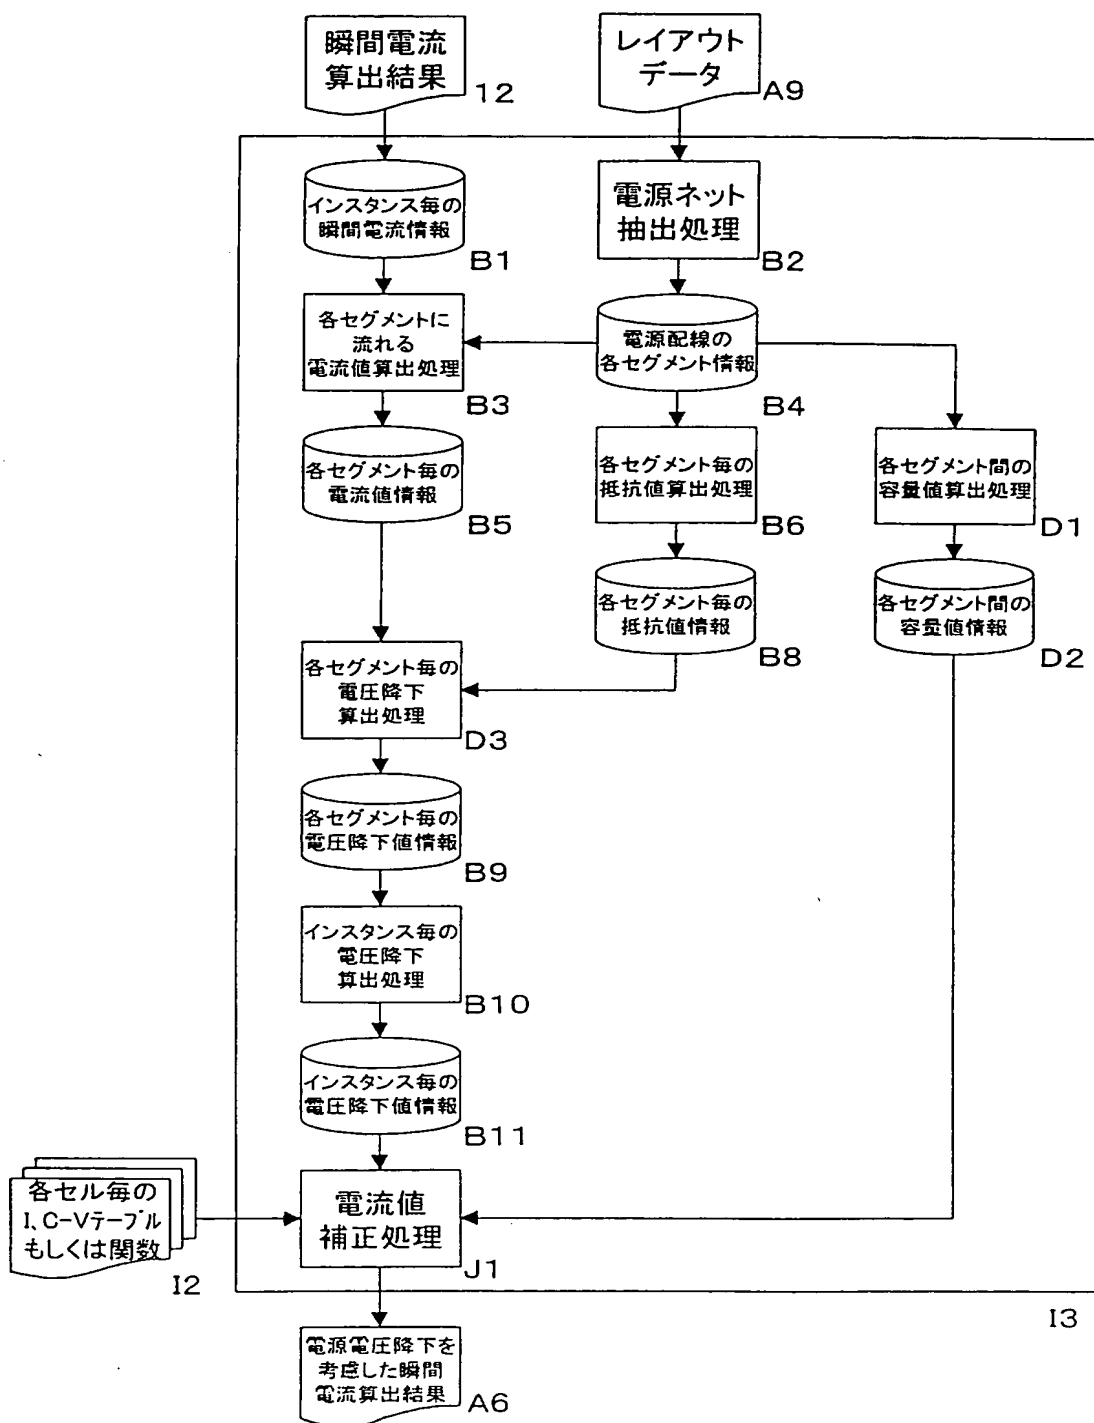 瞬間電流
算出結果
12
レイアウト
データ
A9
インスタンス毎の
瞬間電流情報
B1
電源ネット
抽出処理
B2
各セグメントに
流れる
電流値算出処理
B3
電源配線の
各セグメント情報
B4
各セグメント毎の
電流値情報
B5
各セグメント毎の
抵抗値算出処理
B6
各セグメント間の
容量値算出処理
D1
各セグメント毎の
抵抗値情報
B8
各セグメント間の
容量値情報
D2
各セグメント毎の
電圧降下
算出処理
D3
各セグメント毎の
電圧降下値情報
B9
インスタンス毎の
電圧降下
算出処理
B10
インスタンス毎の
電圧降下値情報
B11
各セル毎の
I、C-Vテーブル
もしくは関数
I2
電流値
補正処理
J1
I3
電源電圧降下を
考慮した瞬間
電流算出結果
A6